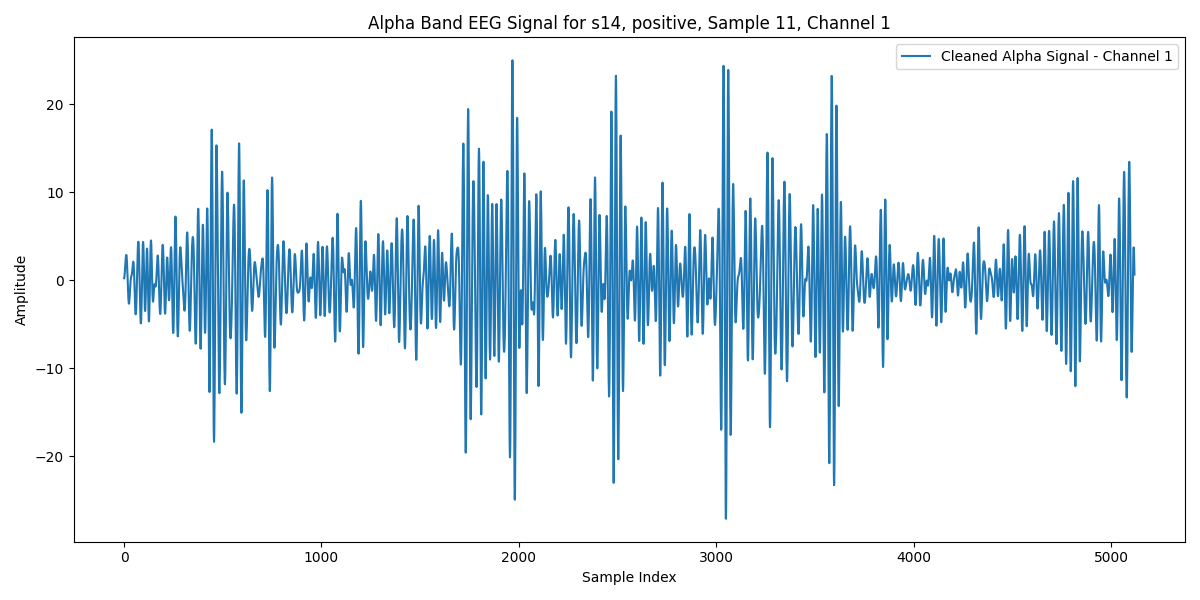 Alpha Band EEG Signal for s14, positive, Sample 11, Channel 1
Cleaned Alpha Signal - Channel 1
Amplitude
20
10
0
−10
−20
0 1000 2000 3000 4000 5000
Sample Index